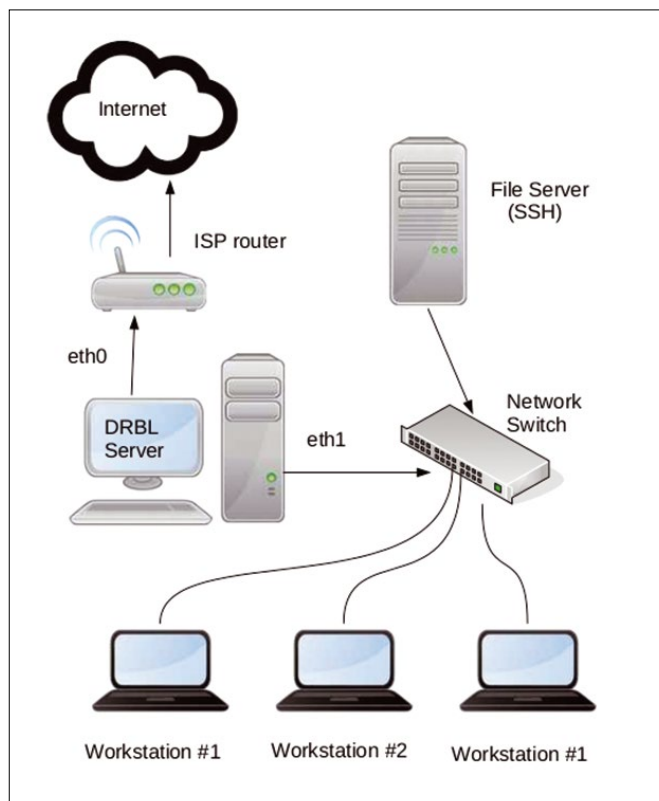 Internet
File Server
(SSH)
ISP router
eth0
DRBL
Server
eth1
Network
Switch
Workstation #1
Workstation #2
Workstation #1